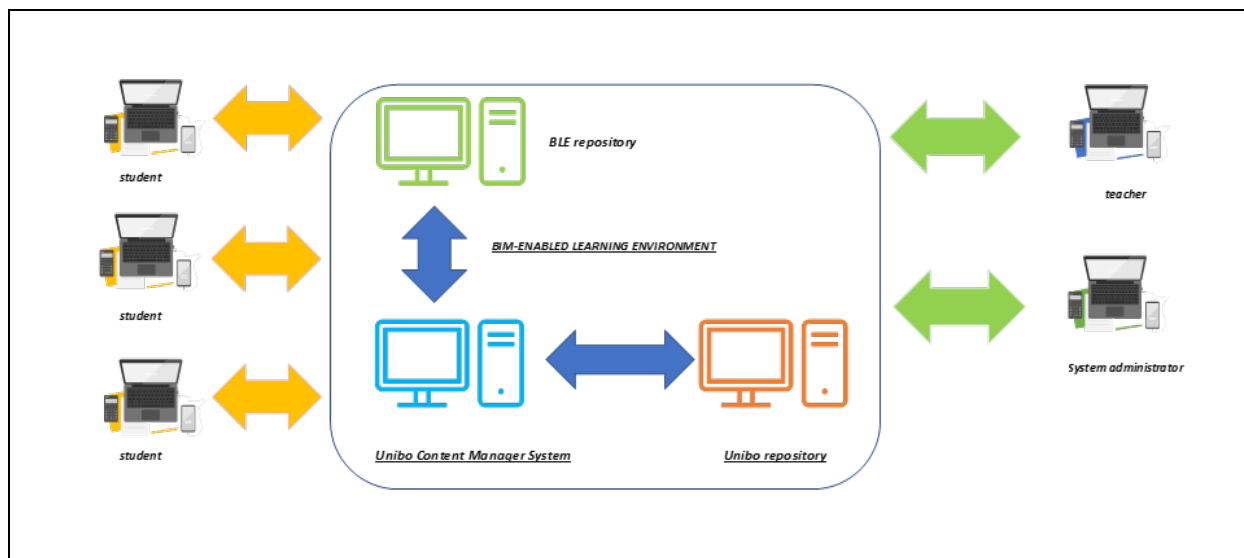 student
BLE repository
teacher
BIM-ENABLED LEARNING ENVIRONMENT
student
System administrator
student
Unibo Content Manager System
Unibo repository